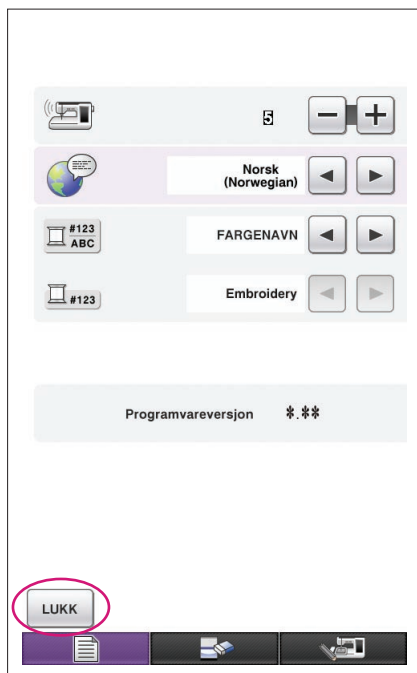 5
Norsk
(Norwegian)
#123
ABC
FARGENAVN
#123
Embroidery
Programvareversjon *.**
LUKK